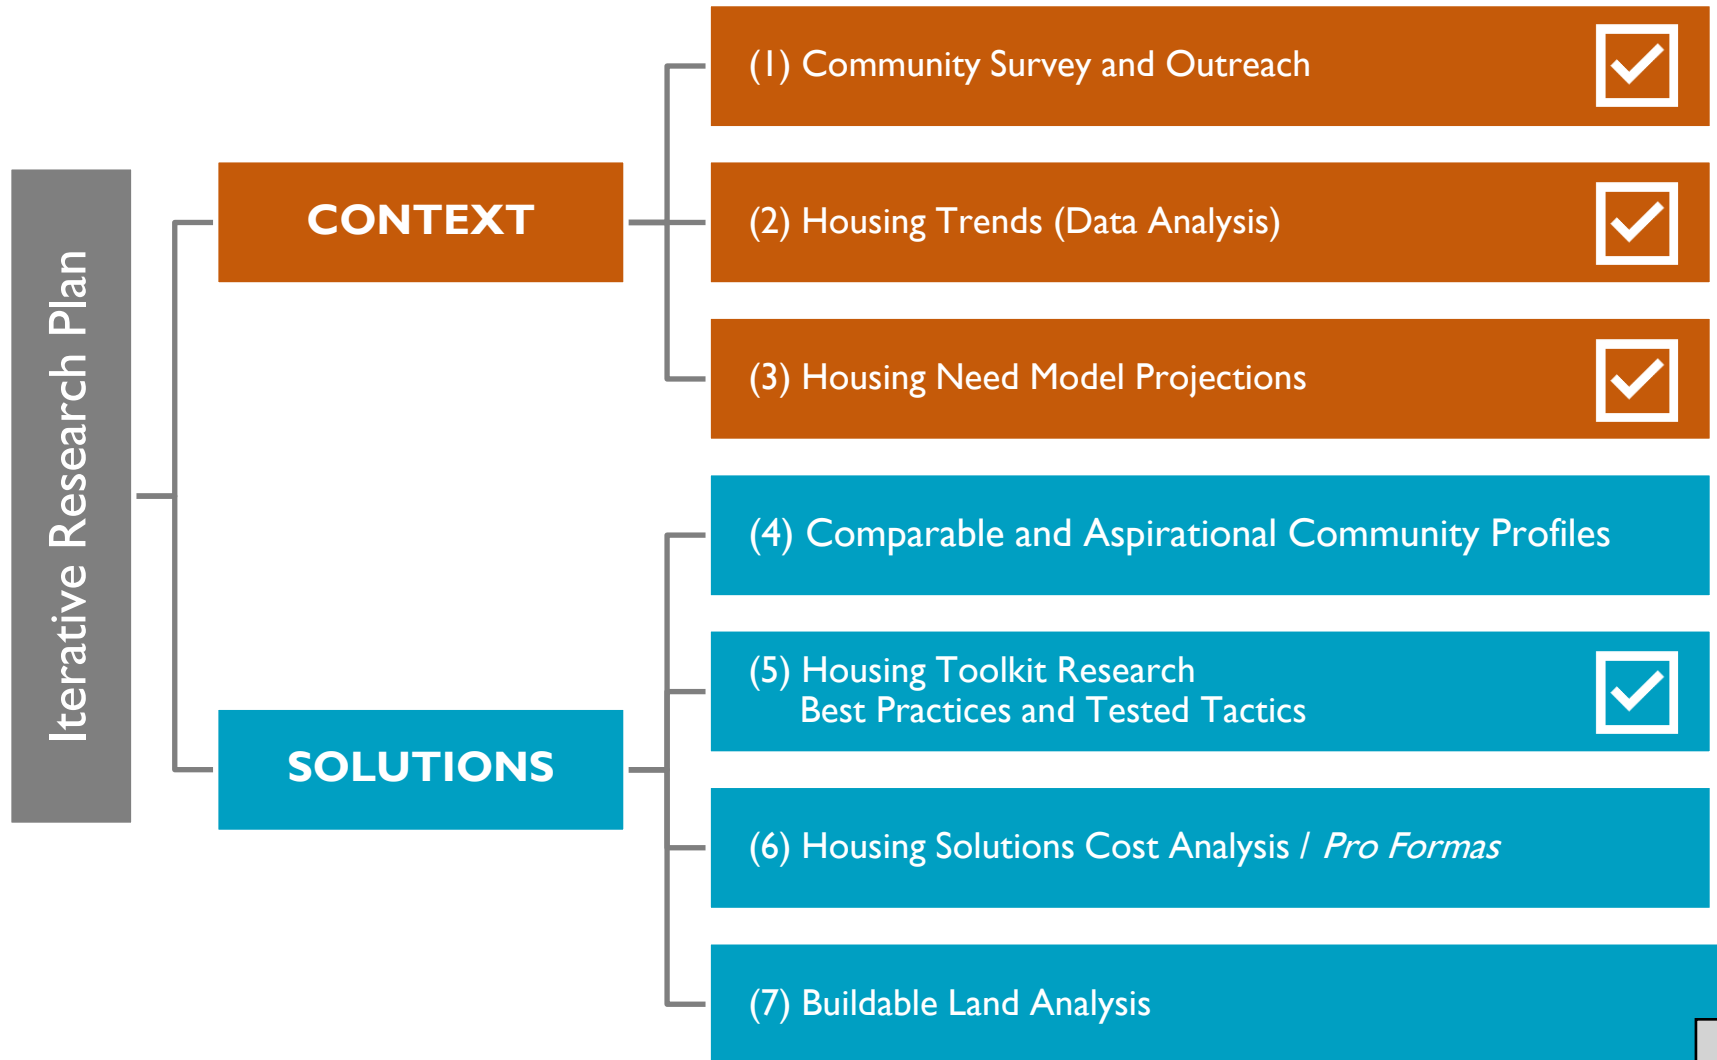 Iterative Research Plan
CONTEXT
(1) Community Survey and Outreach
(2) Housing Trends (Data Analysis)
(3) Housing Need Model Projections
SOLUTIONS
(4) Comparable and Aspirational Community Profiles
(5) Housing Toolkit Research
Best Practices and Tested Tactics
(6) Housing Solutions Cost Analysis / Pro Formas
(7) Buildable Land Analysis